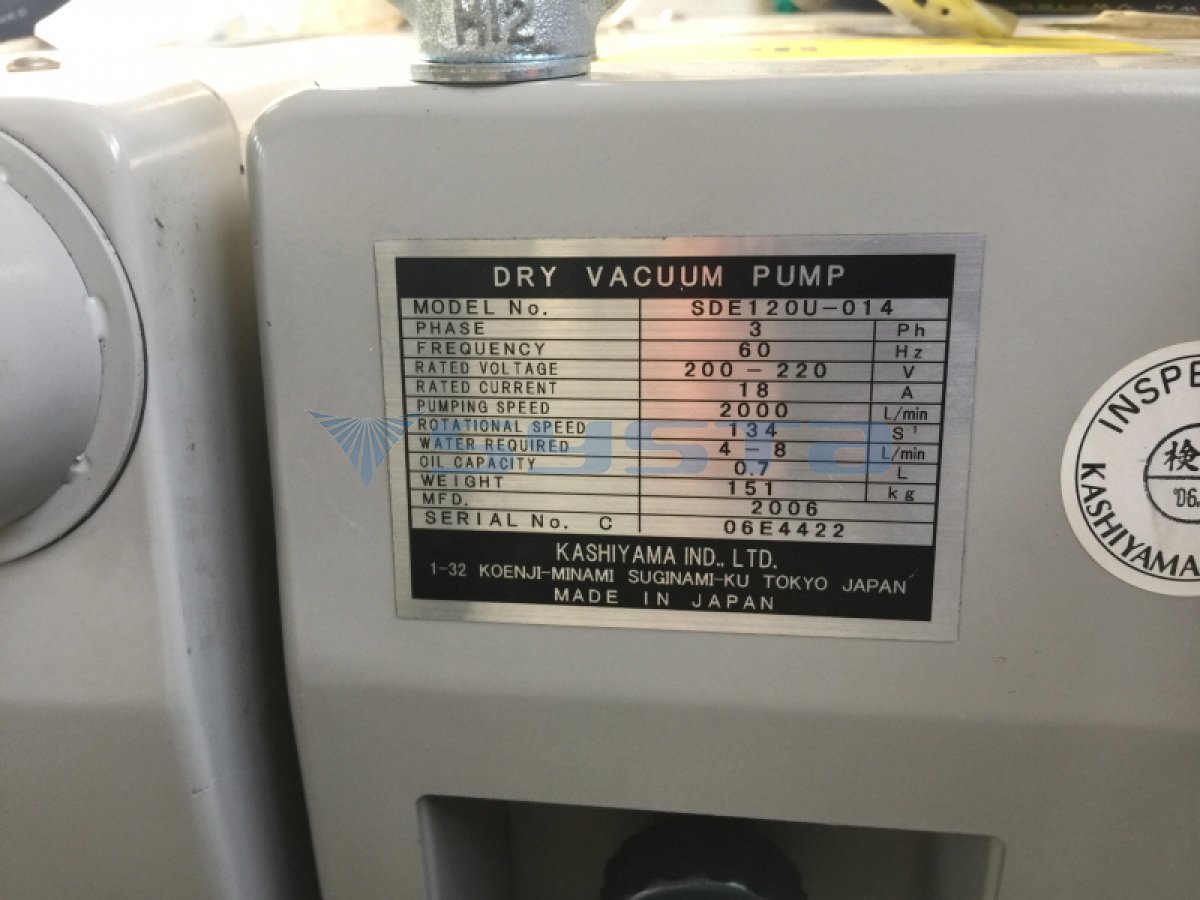 M12
DRY VACUUM PUMP
MODEL No. SDE120U-014
PHASE 3 Ph
FREQUENCY 60 Hz
RATED VOLTAGE 200-220 V
RATED CURRENT 18 A
PUMPING SPEED 2000 L/min
ROTATIONAL SPEED 134 S⁻¹
WATER REQUIRED 4-8 L/min
OIL CAPACITY 0.7 L
WEIGHT 151 kg
MFD. 2006
SERIAL No. C 06E4422
KASHIYAMA IND., LTD.
1-32 KOENJI-MINAMI SUGINAMI-KU TOKYO JAPAN
MADE IN JAPAN
INSPE
検
'06.
KASHIYAMA